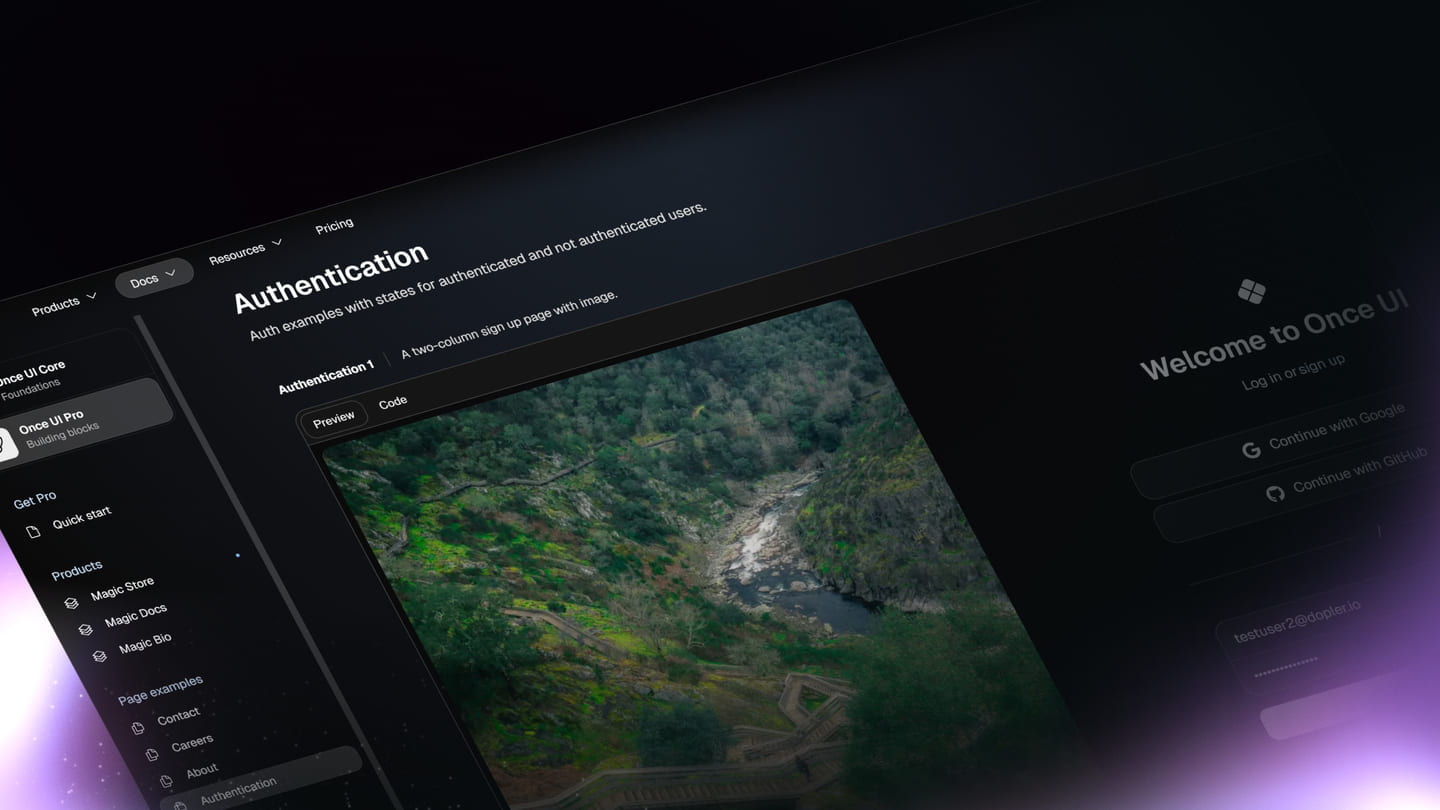 Products
Docs
Resources
Pricing
Once UI Core
Foundations
Once UI Pro
Building blocks
Get Pro
Quick start
Products
Magic Store
Magic Docs
Magic Bio
Page examples
Contact
Careers
About
Authentication
Authentication
Auth examples with states for authenticated and not authenticated users.
Authentication 1
A two-column sign up page with image.
Preview
Code
Welcome to Once UI
Log in or sign up
Continue with Google
Continue with GitHub
testuser2@dopler.io
••••••••••••••